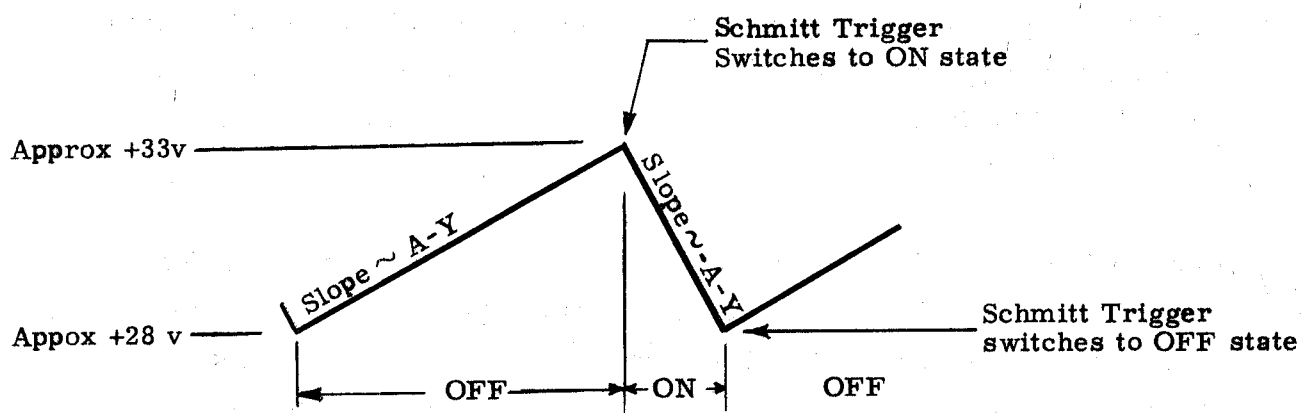 Schmitt Trigger
Switches to ON state
Approx +33v
Slope ~ A-Y
Slope ~ -A-Y
Appox +28 v
Schmitt Trigger
switches to OFF state
OFF
ON
OFF